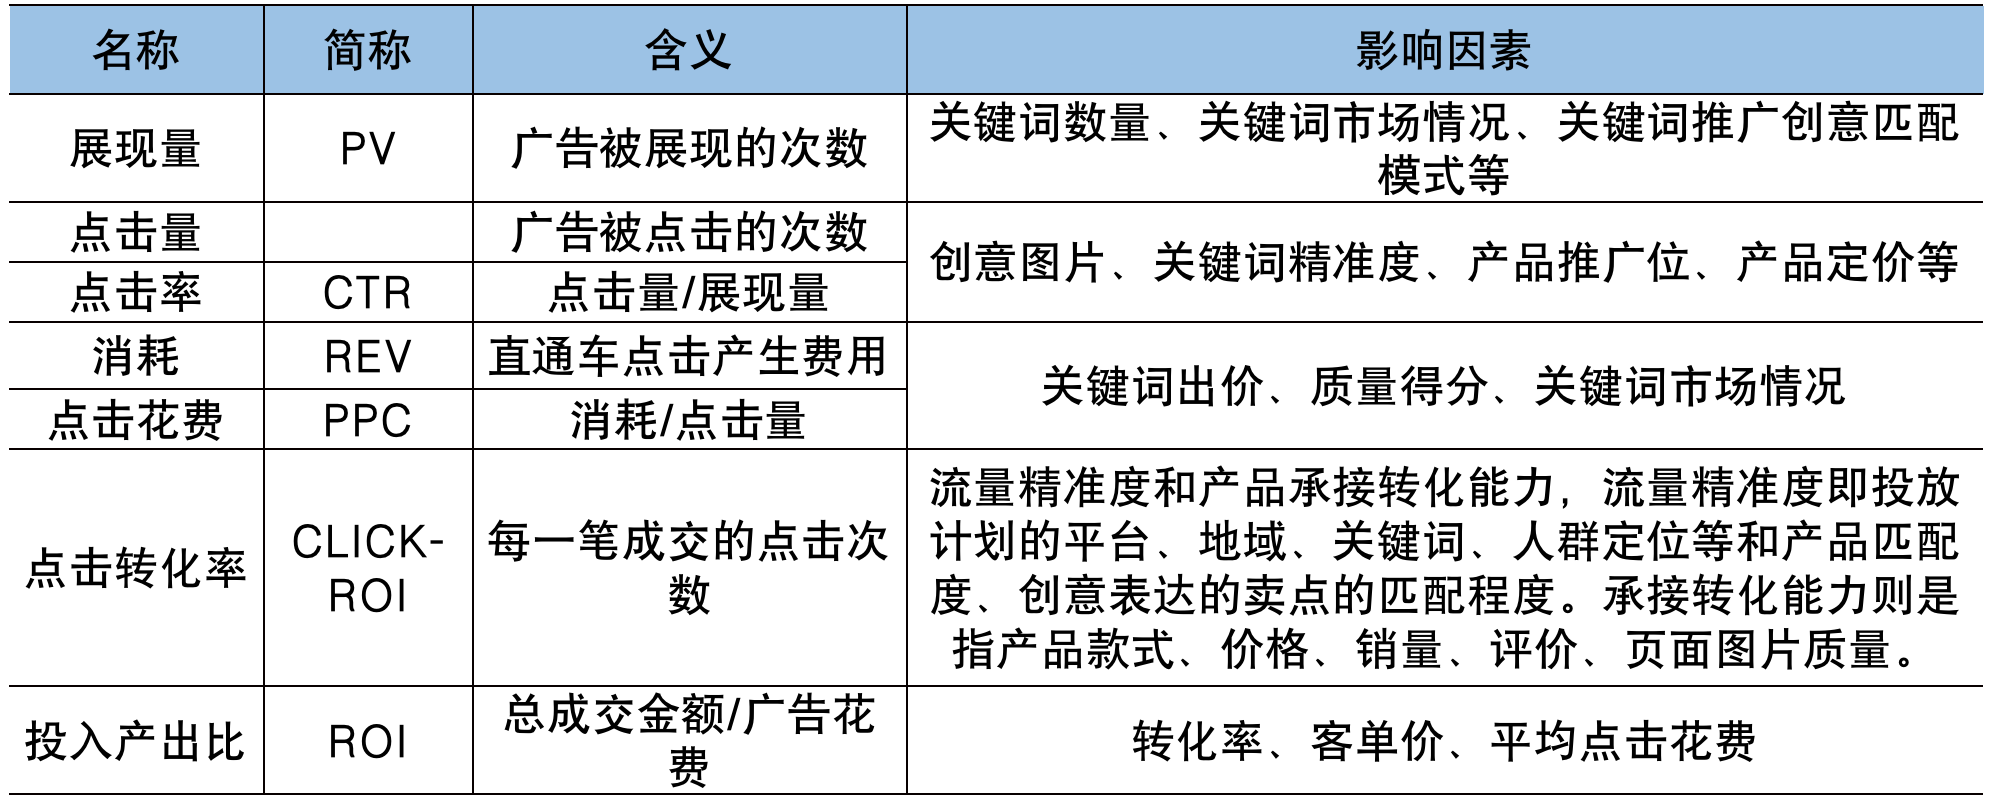 名称 简称 含义 影响因素
展现量 PV 广告被展现的次数 关键词数量、关键词市场情况、关键词推广创意匹配
模式等
点击量 广告被点击的次数
创意图片、关键词精准度、产品推广位、产品定价等
点击率 CTR 点击量/展现量
消耗 REV 直通车点击产生费用
关键词出价、质量得分、关键词市场情况
点击花费 PPC 消耗/点击量
点击转化率
CLICK-
ROI
每一笔成交的点击次
数
流量精准度和产品承接转化能力，流量精准度即投放
计划的平台、地域、关键词、人群定位等和产品匹配
度、创意表达的卖点的匹配程度。承接转化能力则是
指产品款式、价格、销量、评价、页面图片质量。
投入产出比 ROI
总成交金额/广告花
费
转化率、客单价、平均点击花费